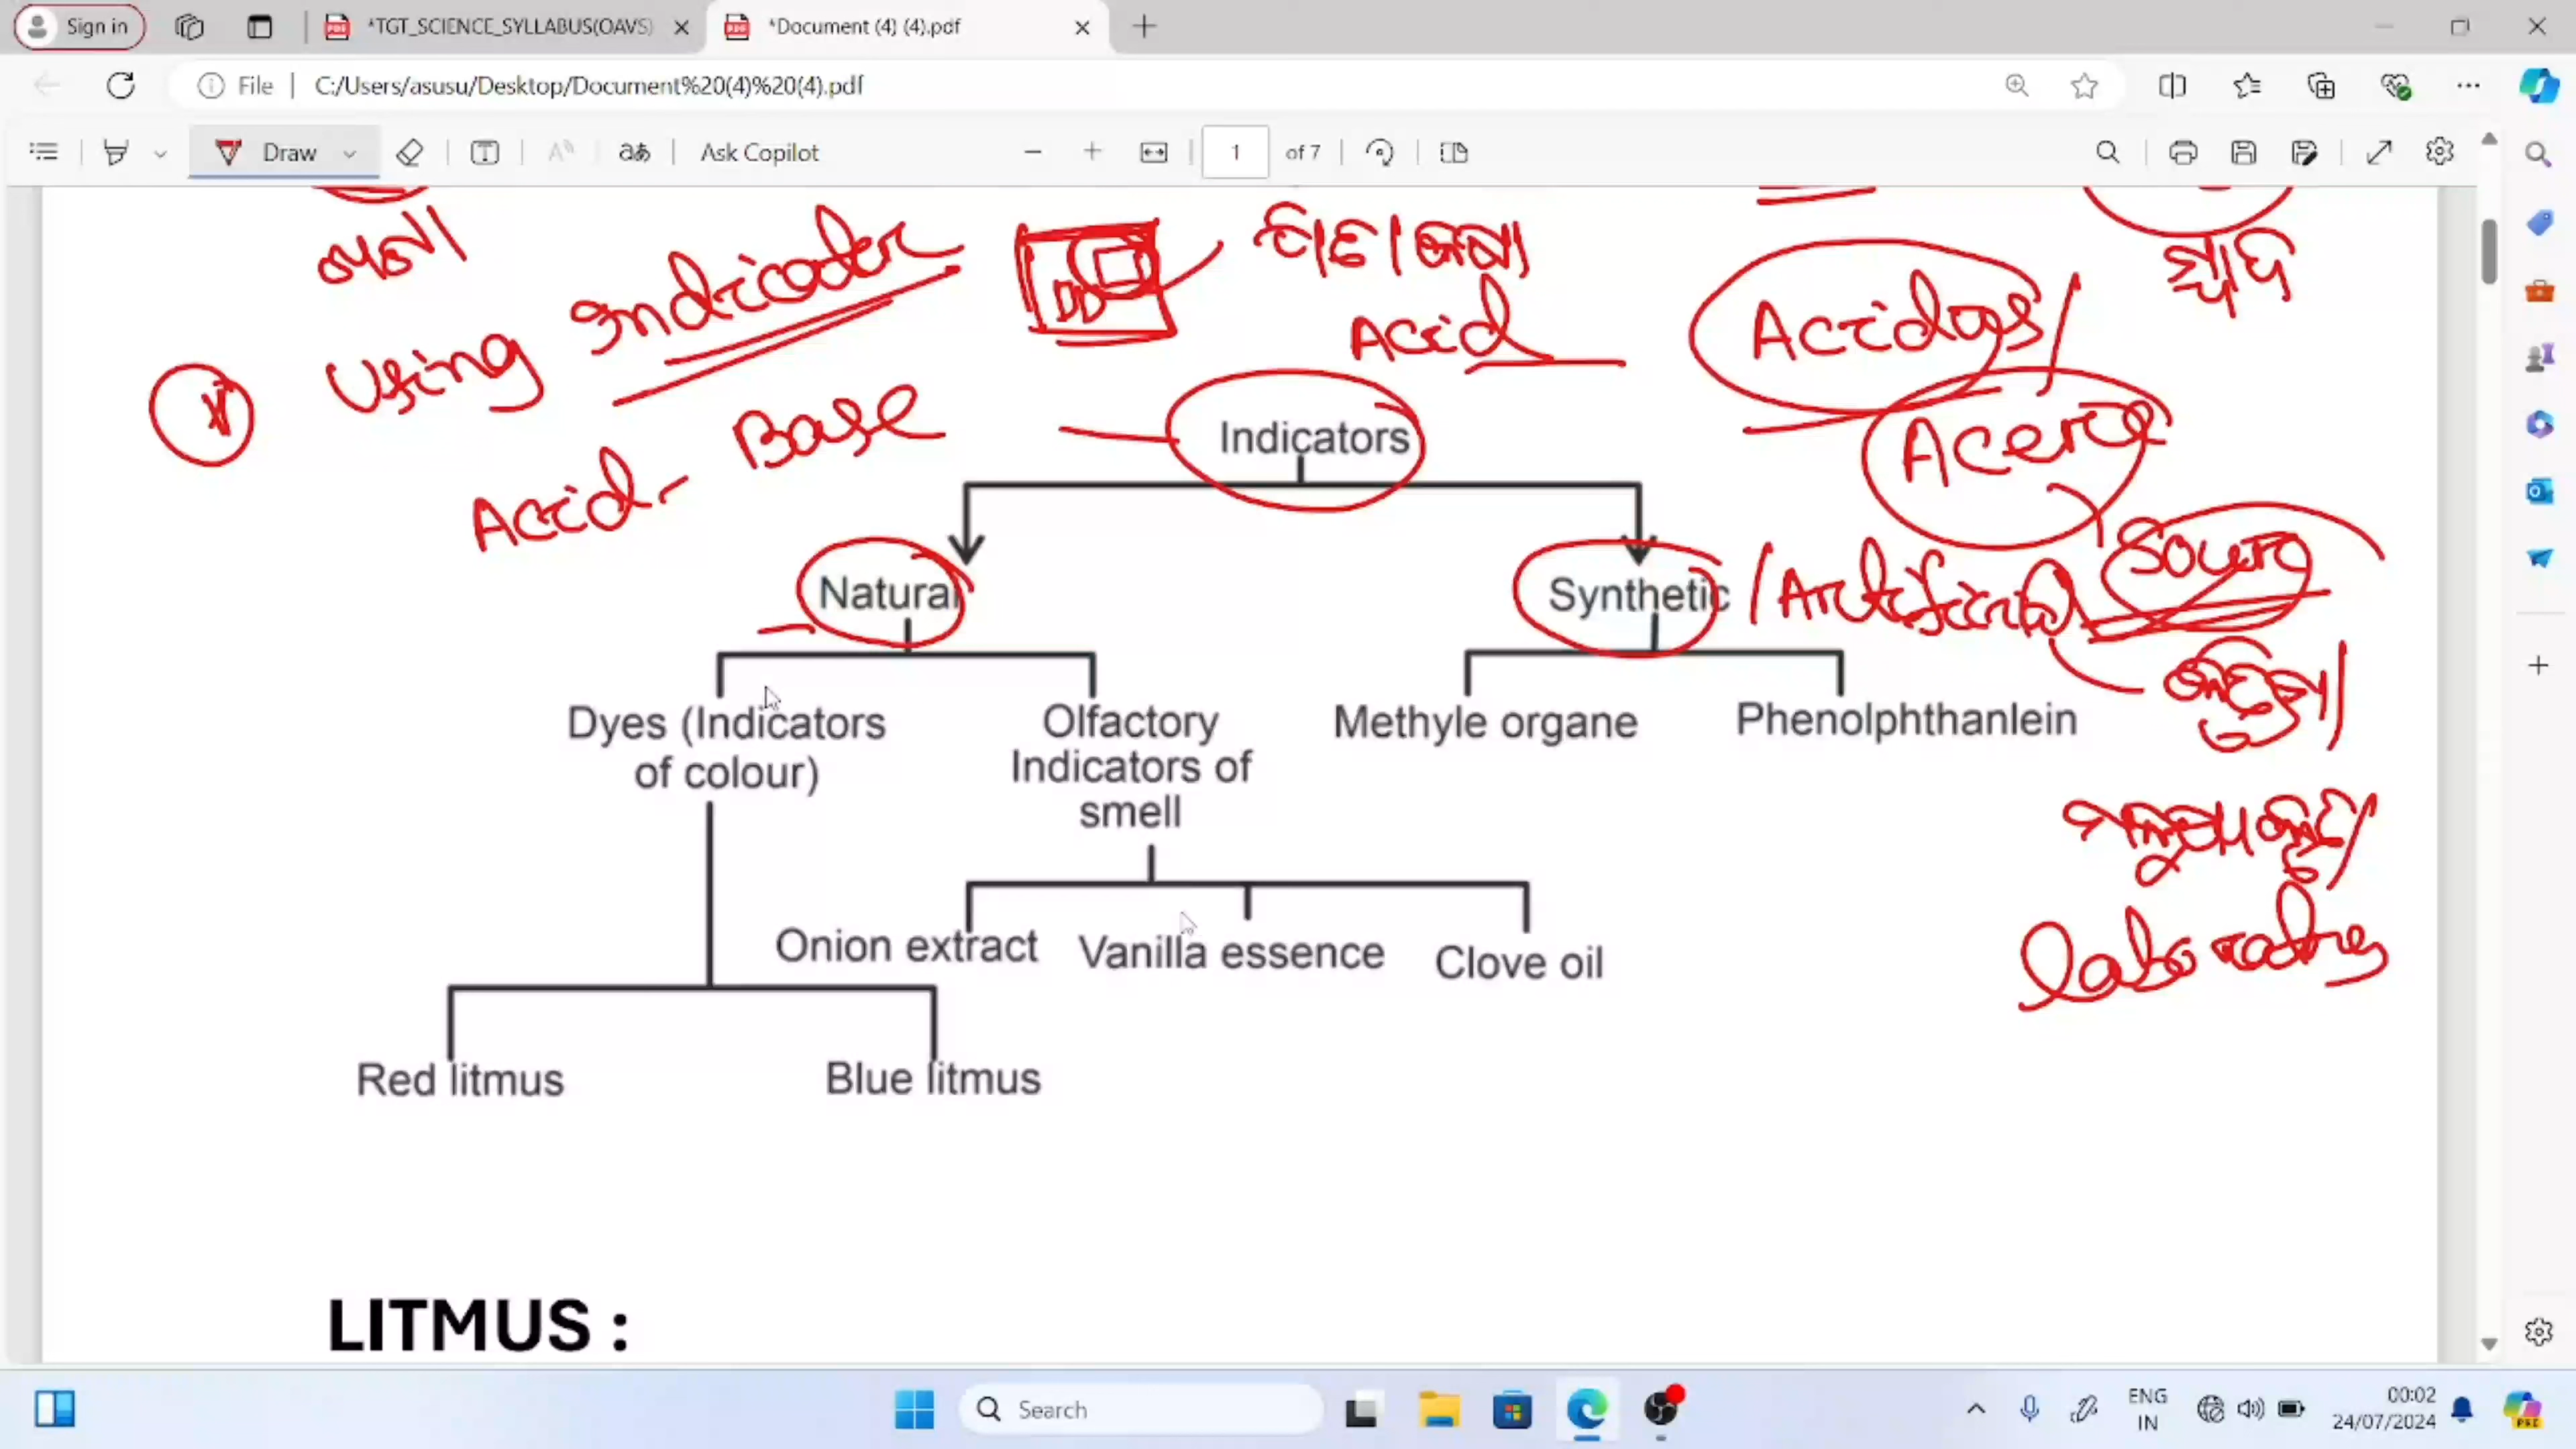 Sign in
*TGT_SCIENCE_SYLLABUS(OAVS)
*Document (4) (4).pdf
File
C:/Users/asusu/Desktop/Document%20(4)%20(4).pdf
Draw
Ask Copilot
1 of 7
Using Indicator
Acid
Acid - Base
Indicators
Natural
Synthetic / Artificial
Dyes (Indicators
of colour)
Olfactory
Indicators of
smell
Methyle organe
Phenolphthanlein
Onion extract
Vanilla essence
Clove oil
Red litmus
Blue litmus
LITMUS :
Search
ENG
IN
00:02
24/07/2024